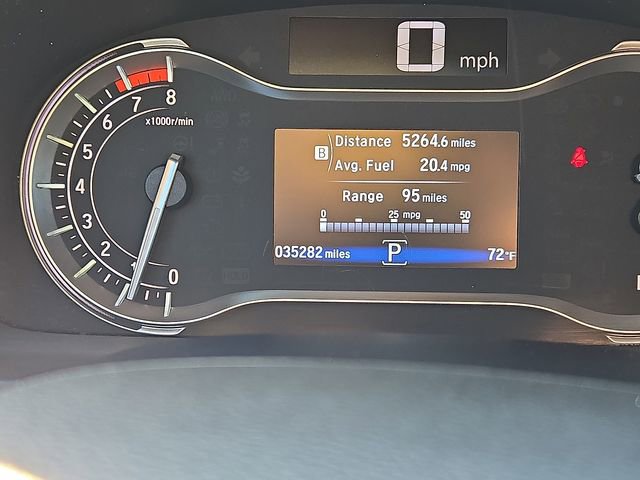 0 mph
8
7
6
x1000r/min
5
4
3
2
1
0
B Distance 5264.6 miles
Avg. Fuel 20.4 mpg
Range 95 miles
0 25 mpg 50
035282 miles P 72°F